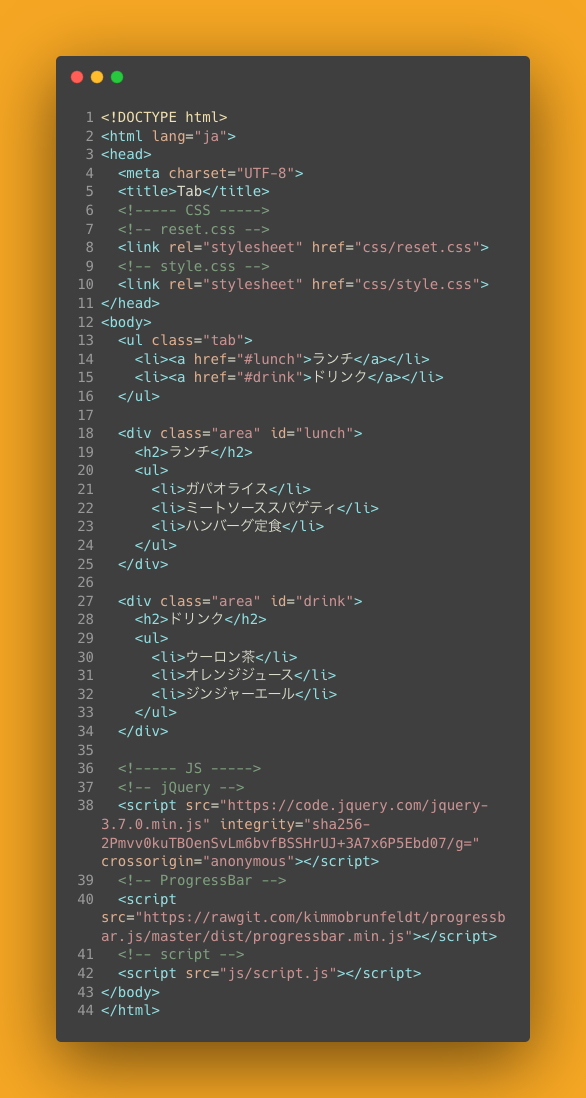 1 <!DOCTYPE html>
2 <html lang="ja">
3 <head>
4   <meta charset="UTF-8">
5   <title>Tab</title>
6   <!----- CSS ----->
7   <!-- reset.css -->
8   <link rel="stylesheet" href="css/reset.css">
9   <!-- style.css -->
10   <link rel="stylesheet" href="css/style.css">
11 </head>
12 <body>
13   <ul class="tab">
14     <li><a href="#lunch">ランチ</a></li>
15     <li><a href="#drink">ドリンク</a></li>
16   </ul>
17
18   <div class="area" id="lunch">
19     <h2>ランチ</h2>
20     <ul>
21       <li>ガパオライス</li>
22       <li>ミートソーススパゲティ</li>
23       <li>ハンバーグ定食</li>
24     </ul>
25   </div>
26
27   <div class="area" id="drink">
28     <h2>ドリンク</h2>
29     <ul>
30       <li>ウーロン茶</li>
31       <li>オレンジジュース</li>
32       <li>ジンジャーエール</li>
33     </ul>
34   </div>
35
36   <!----- JS ----->
37   <!-- jQuery -->
38   <script src="https://code.jquery.com/jquery-
3.7.0.min.js" integrity="sha256-
2Pmvv0kuTBOenSvLm6bvfBSSHrUJ+3A7x6P5Ebd07/g="
crossorigin="anonymous"></script>
39   <!-- ProgressBar -->
40   <script
src="https://rawgit.com/kimmobrunfeldt/progressb
ar.js/master/dist/progressbar.min.js"></script>
41   <!-- script -->
42   <script src="js/script.js"></script>
43 </body>
44 </html>